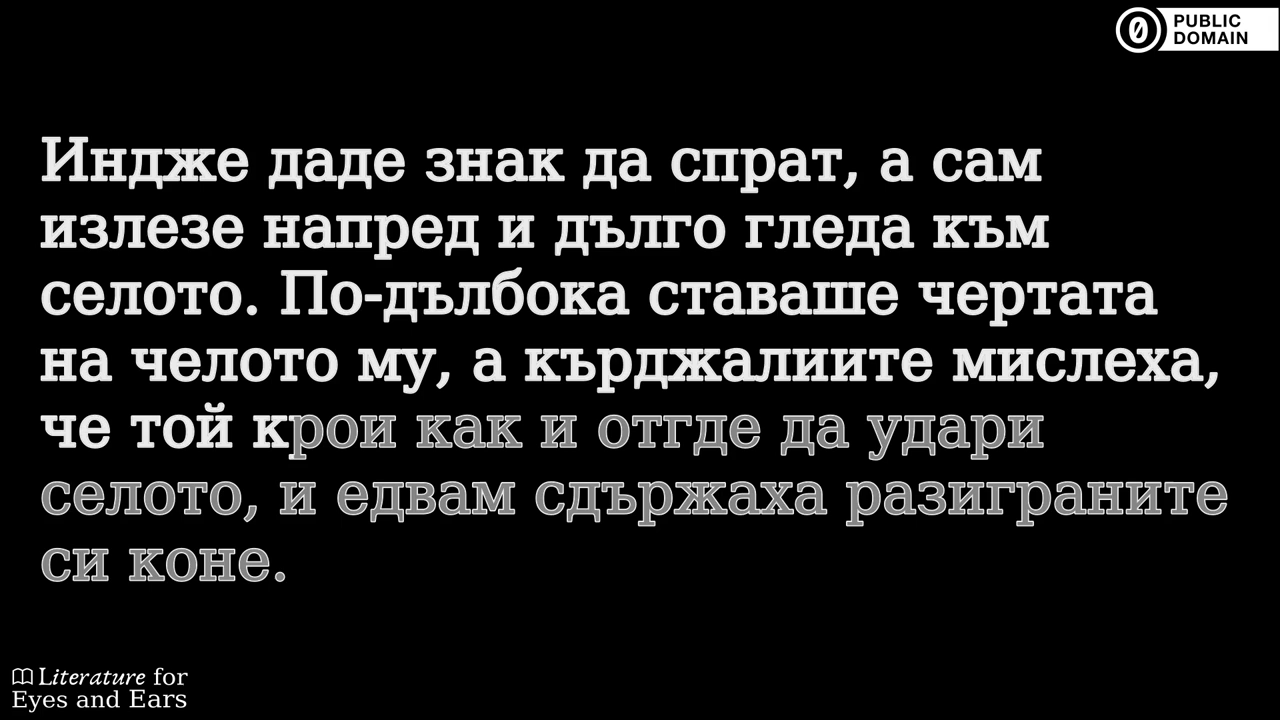 PUBLIC
DOMAIN
Индже даде знак да спрат, а сам
излезе напред и дълго гледа към
селото. По-дълбока ставаше чертата
на челото му, а кърджалиите мислеха,
че той крои как и отгде да удари
селото, и едвам сдържаха разиграните
си коне.
Literature for
Eyes and Ears